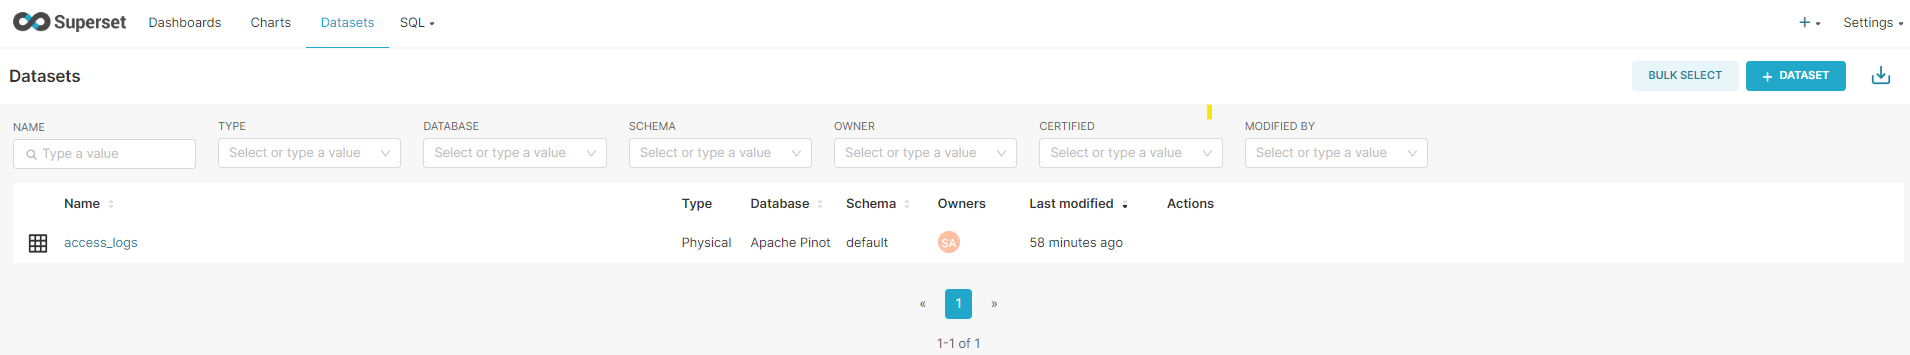 Superset Dashboards Charts Datasets SQL + Settings
Datasets BULK SELECT + DATASET
NAME TYPE DATABASE SCHEMA OWNER CERTIFIED MODIFIED BY
Type a value Select or type a value Select or type a value Select or type a value Select or type a value Select or type a value Select or type a value
Name Type Database Schema Owners Last modified Actions
access_logs Physical Apache Pinot default SA 58 minutes ago
« 1 »
1-1 of 1